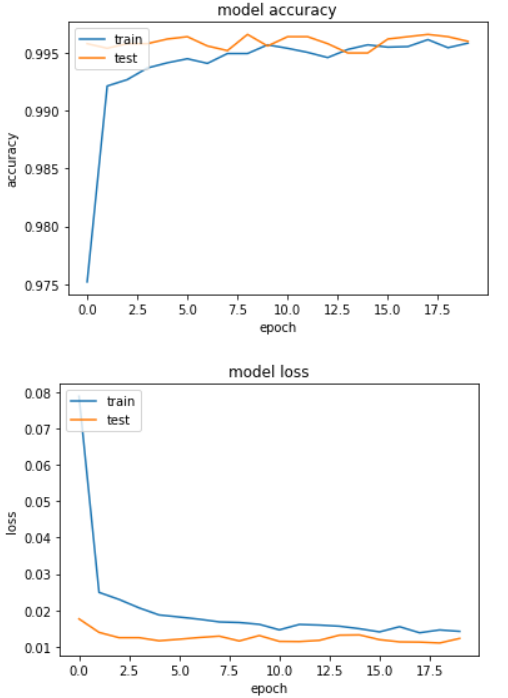 model accuracy
train
test
0.995
0.990
0.985
0.980
0.975
accuracy
0.0 2.5 5.0 7.5 10.0 12.5 15.0 17.5
epoch
model loss
train
test
0.08
0.07
0.06
0.05
0.04
0.03
0.02
0.01
loss
0.0 2.5 5.0 7.5 10.0 12.5 15.0 17.5
epoch